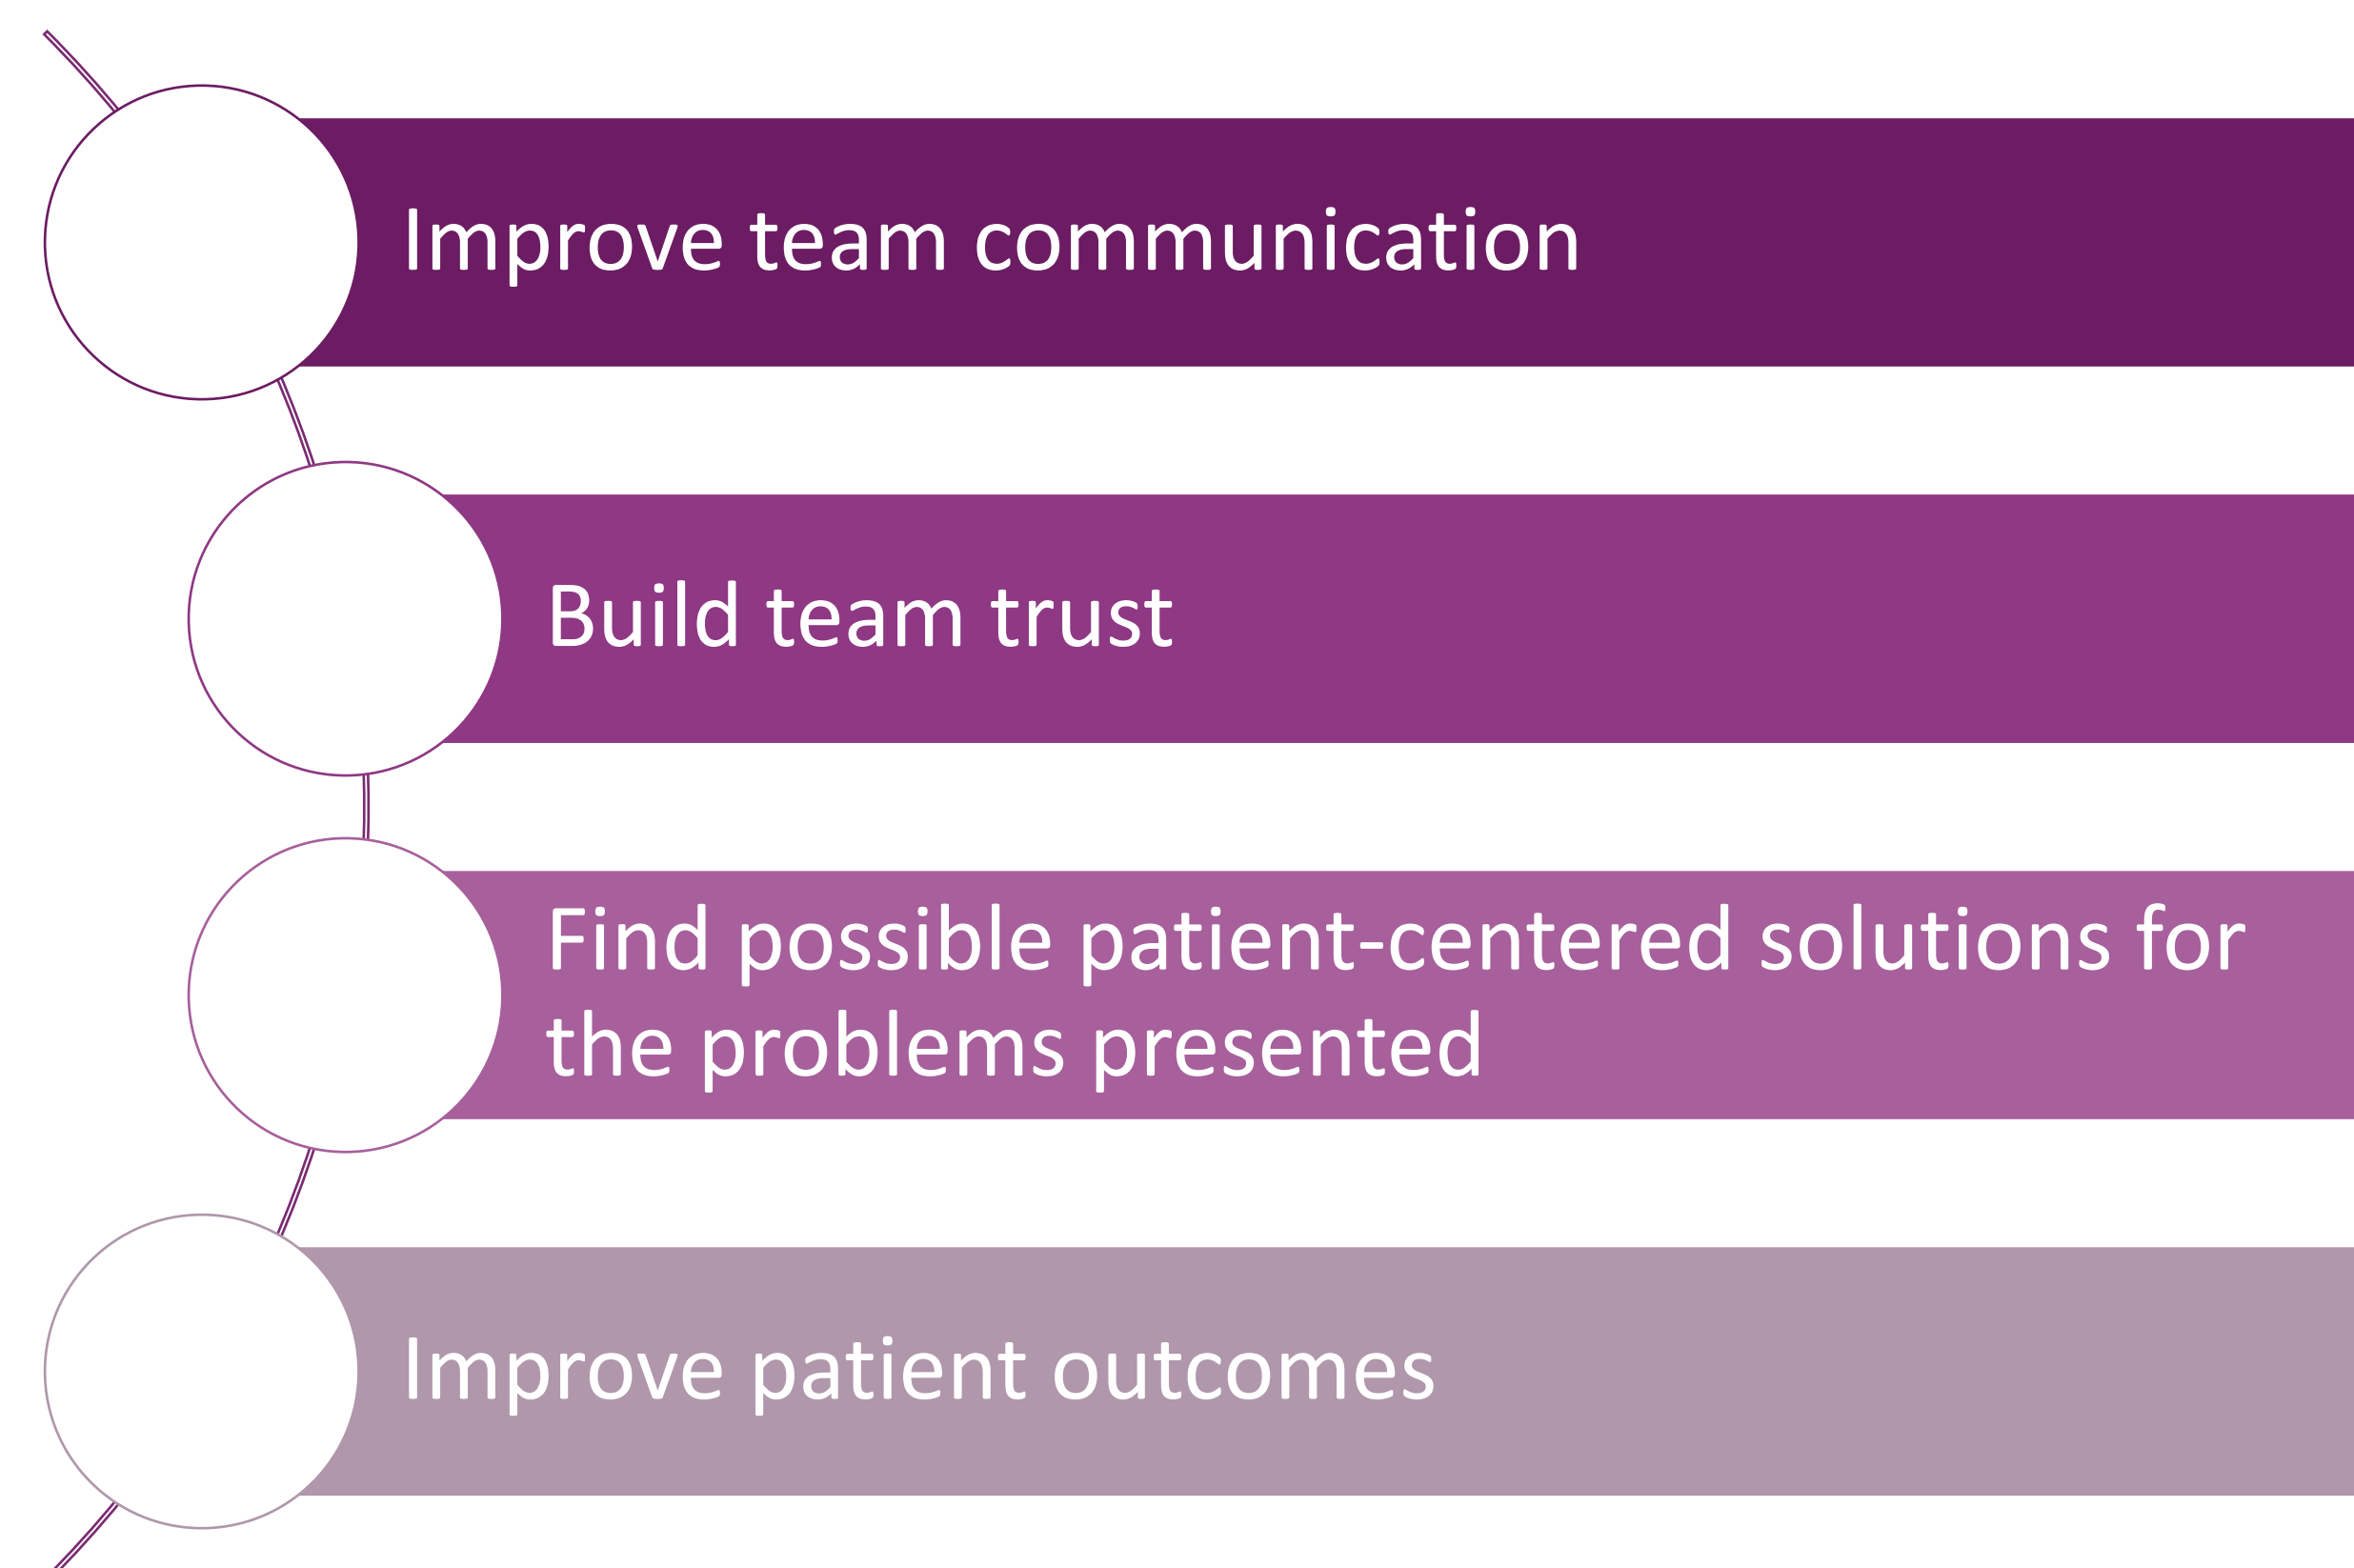 Improve team communication
Build team trust
Find possible patient-centered solutions for
the problems presented
Improve patient outcomes